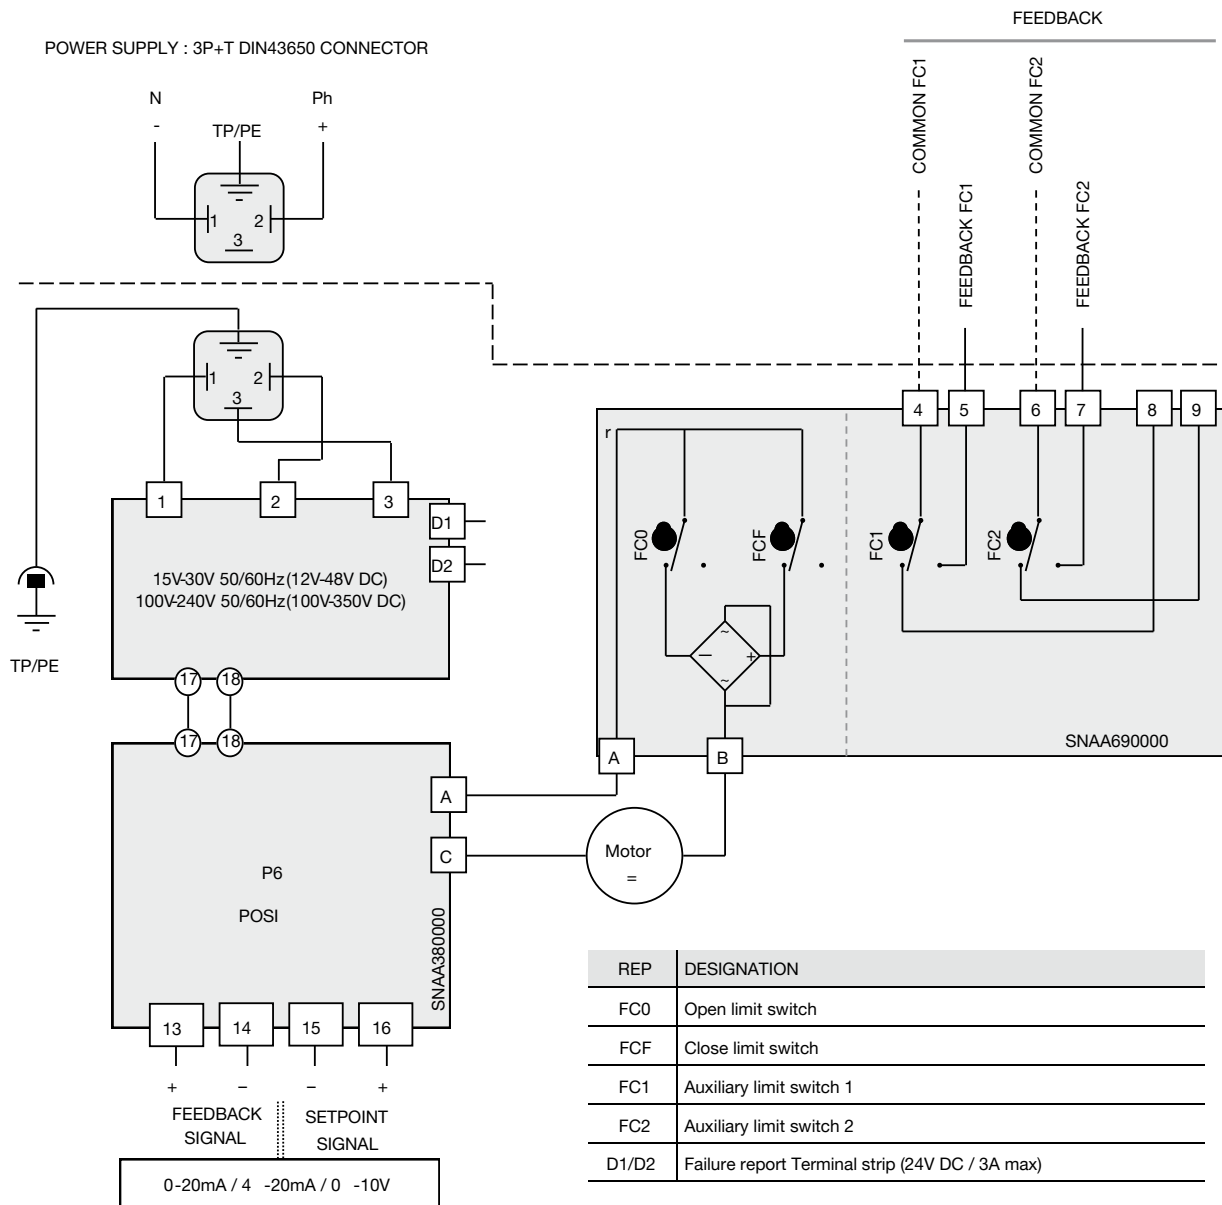 FEEDBACK
POWER SUPPLY : 3P+T DIN43650 CONNECTOR
N
Ph
-
TP/PE
+
1
2
3
COMMON FC1
FEEDBACK FC1
COMMON FC2
FEEDBACK FC2
1
2
3
1
2
3
D1
D2
15V-30V 50/60Hz(12V-48V DC)
100V-240V 50/60Hz(100V-350V DC)
TP/PE
17
18
17
18
4
5
6
7
8
9
r
FC0
FCF
FC1
FC2
~
—
+
~
SNAA690000
A
B
A
C
Motor
=
P6
POSI
SNAA380000
13
14
15
16
+
–
–
+
FEEDBACK
SIGNAL
SETPOINT
SIGNAL
0-20mA / 4 -20mA / 0 -10V
REP DESIGNATION
FC0 Open limit switch
FCF Close limit switch
FC1 Auxiliary limit switch 1
FC2 Auxiliary limit switch 2
D1/D2 Failure report Terminal strip (24V DC / 3A max)